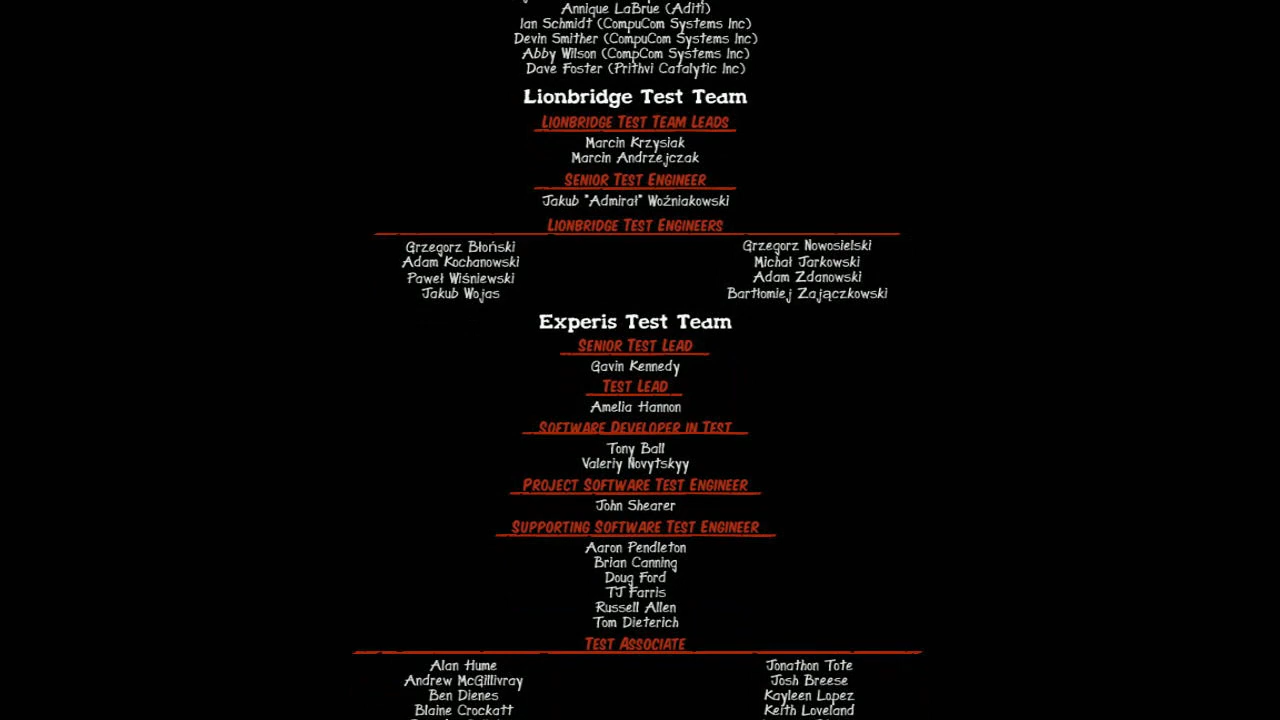 Annique LaBrue (Aditi)
Ian Schmidt (CompuCom Systems Inc)
Devin Smither (CompuCom Systems Inc)
Abby Wilson (CompCom Systems Inc)
Dave Foster (Prithvi Catalytic Inc)
Lionbridge Test Team
Lionbridge Test Team Leads
Marcin Krzysiak
Marcin Andrzejczak
Senior Test Engineer
Jakub "Admirał" Woźniakowski
Lionbridge Test Engineers
Grzegorz Błoński
Adam Kochanowski
Paweł Wiśniewski
Jakub Wojas
Grzegorz Nowosielski
Michał Jarkowski
Adam Zdanowski
Bartłomiej Zajączkowski
Experis Test Team
Senior Test Lead
Gavin Kennedy
Test Lead
Amelia Hannon
Software Developer in Test
Tony Ball
Valeriy Novytskyy
Project Software Test Engineer
John Shearer
Supporting Software Test Engineer
Aaron Pendleton
Brian Canning
Doug Ford
TJ Farris
Russell Allen
Tom Dieterich
Test Associate
Alan Hume
Andrew McGillivray
Ben Dienes
Blaine Crockatt
Jonathon Tote
Josh Breese
Kayleen Lopez
Keith Loveland